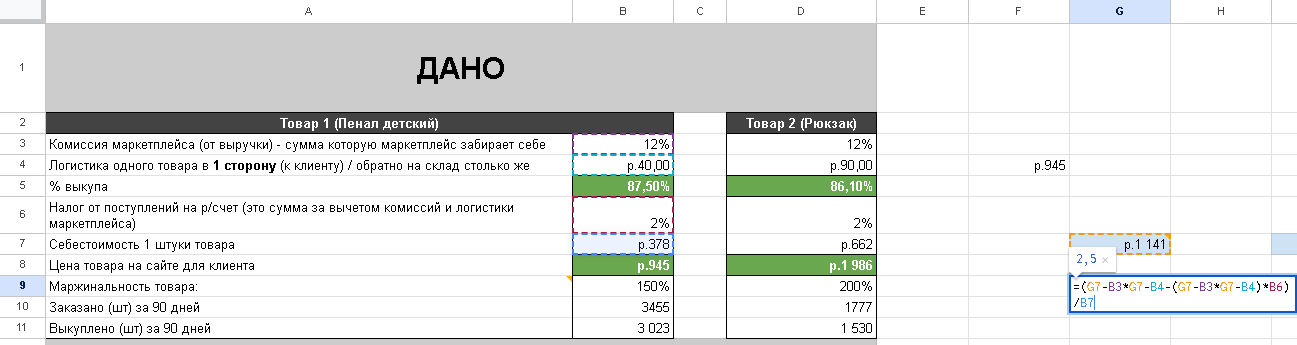 A B C D E F G H
1 ДАНО
2 Товар 1 (Пенал детский) Товар 2 (Рюкзак)
3 Комиссия маркетплейса (от выручки) - сумма которую маркетплейс забирает себе 12% 12%
4 Логистика одного товара в 1 сторону (к клиенту) / обратно на склад столько же р.40,00 р.90,00 р.945
5 % выкупа 87,50% 86,10%
Налог от поступлений на р/счет (это сумма за вычетом комиссий и логистики
6 маркетплейса) 2% 2%
7 Себестоимость 1 штуки товара р.378 р.662 р.1 141
8 Цена товара на сайте для клиента р.945 р.1 986
2,5 ×
9 Маржинальность товара: 150% 200% =(G7-B3*G7-B4-(G7-B3*G7-B4)*B6)
/B7
10 Заказано (шт) за 90 дней 3455 1777
11 Выкуплено (шт) за 90 дней 3 023 1 530